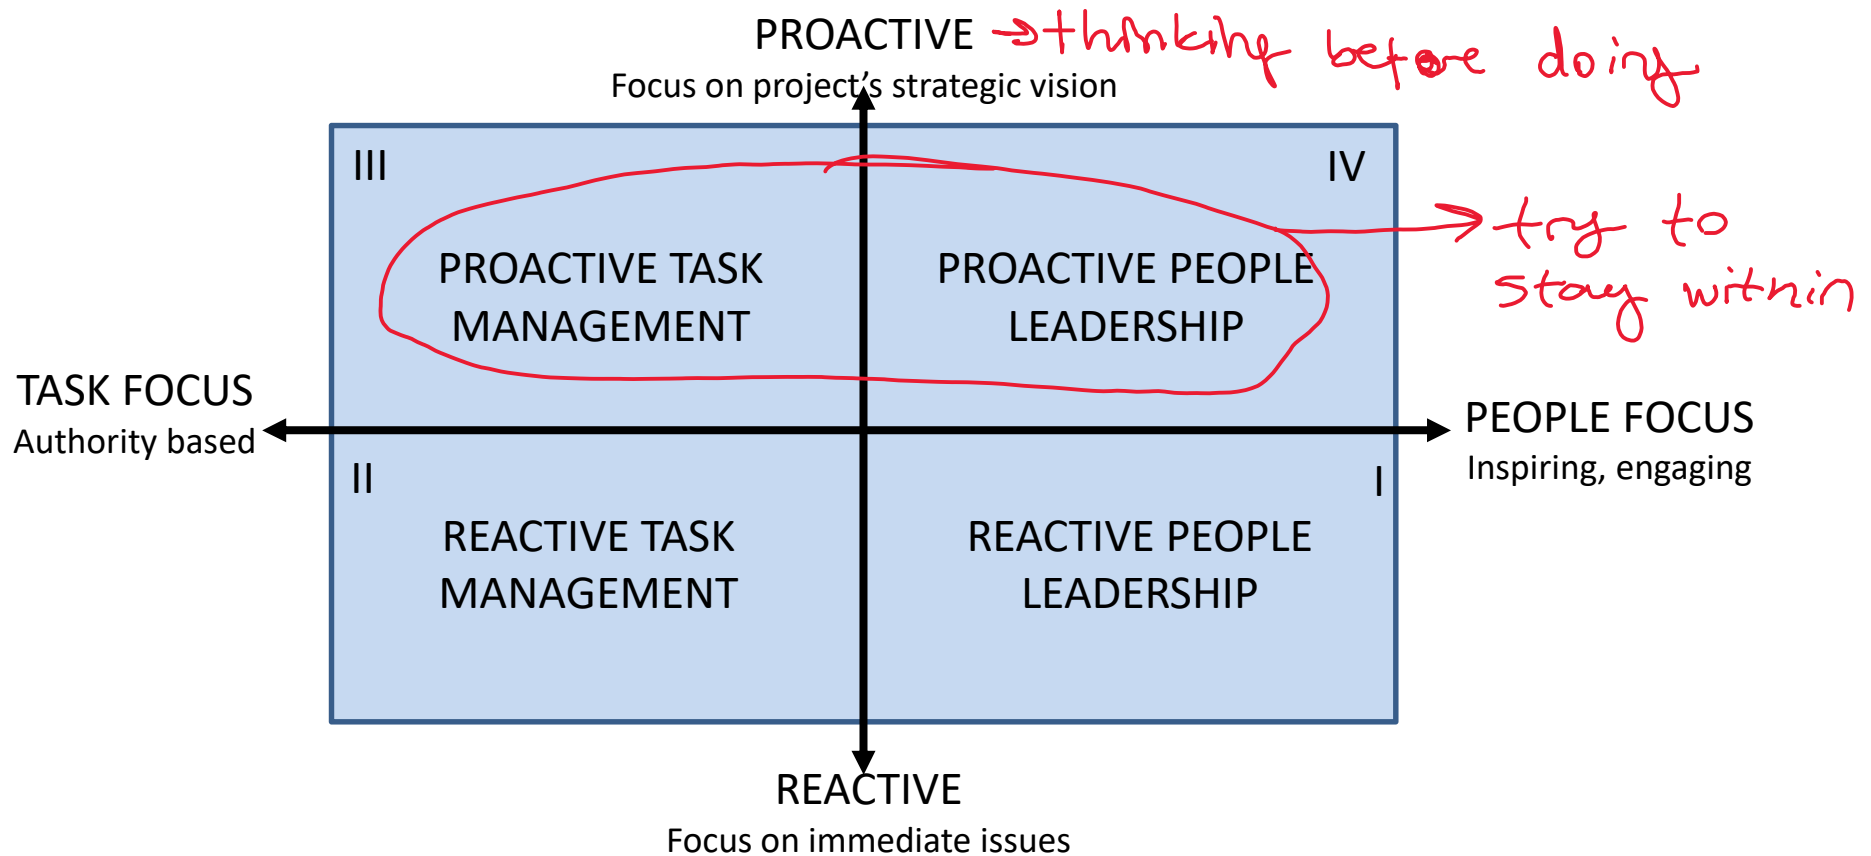 PROACTIVE → thinking before doing
Focus on project's strategic vision
III
IV
PROACTIVE TASK
MANAGEMENT
PROACTIVE PEOPLE
LEADERSHIP
try to
stay within
TASK FOCUS
Authority based
PEOPLE FOCUS
Inspiring, engaging
II
I
REACTIVE TASK
MANAGEMENT
REACTIVE PEOPLE
LEADERSHIP
REACTIVE
Focus on immediate issues